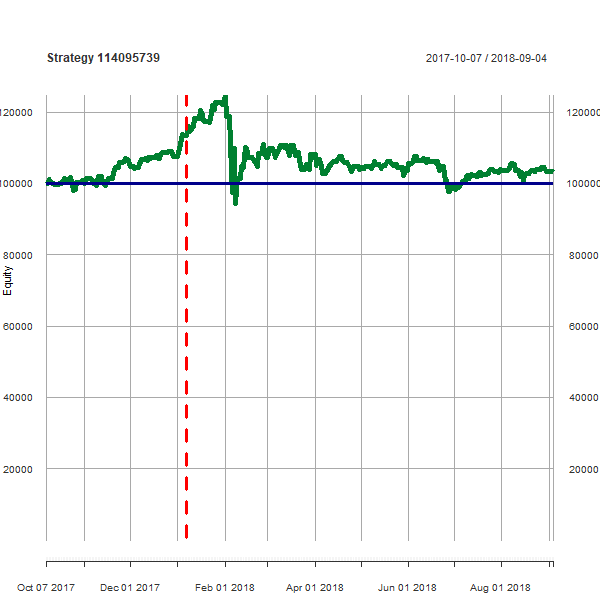 Strategy 114095739
2017-10-07 / 2018-09-04
120000
120000
100000
100000
80000
80000
Equity
60000
60000
40000
40000
20000
20000
Oct 07 2017
Dec 01 2017
Feb 01 2018
Apr 01 2018
Jun 01 2018
Aug 01 2018